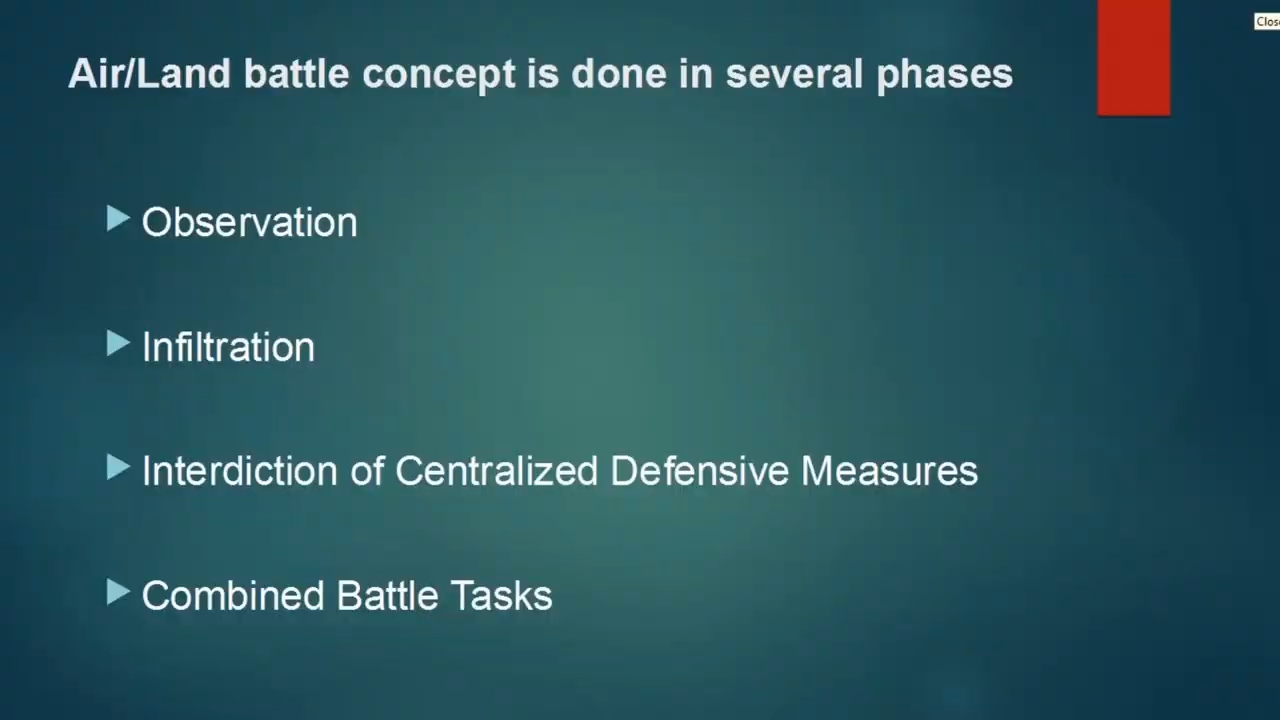 Air/Land battle concept is done in several phases
Observation
Infiltration
Interdiction of Centralized Defensive Measures
Combined Battle Tasks